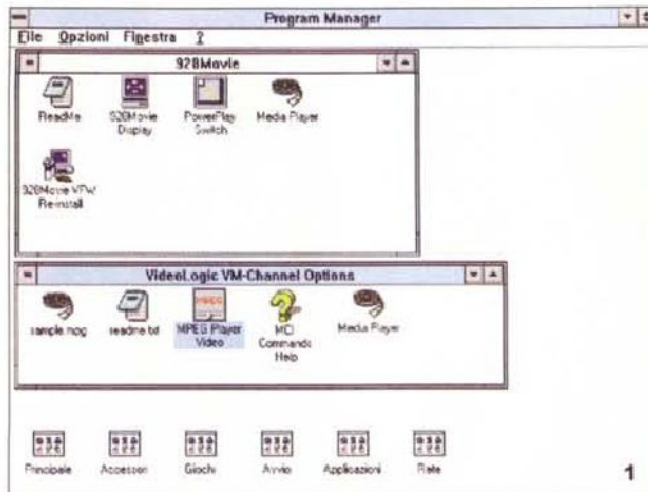 Program Manager
File Opzioni Finestra ?
928Movie
ReadMe
928Movie Display
PowerPlay Switch
Media Player
928Movie VFW Re-install
VideoLogic VM-Channel Options
sample.mpg
readme.txt
MPEG Player Video
MCI Commands Help
Media Player
Principale
Accessori
Giochi
Avvio
Applicazioni
Rete
1